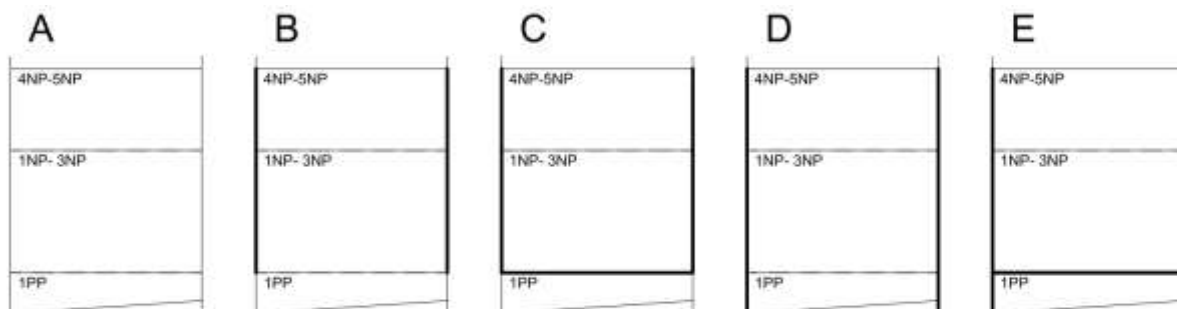 A B C D E
4NP-5NP 4NP-5NP 4NP-5NP 4NP-5NP 4NP-5NP
1NP- 3NP 1NP- 3NP 1NP- 3NP 1NP- 3NP 1NP- 3NP
1PP 1PP 1PP 1PP 1PP